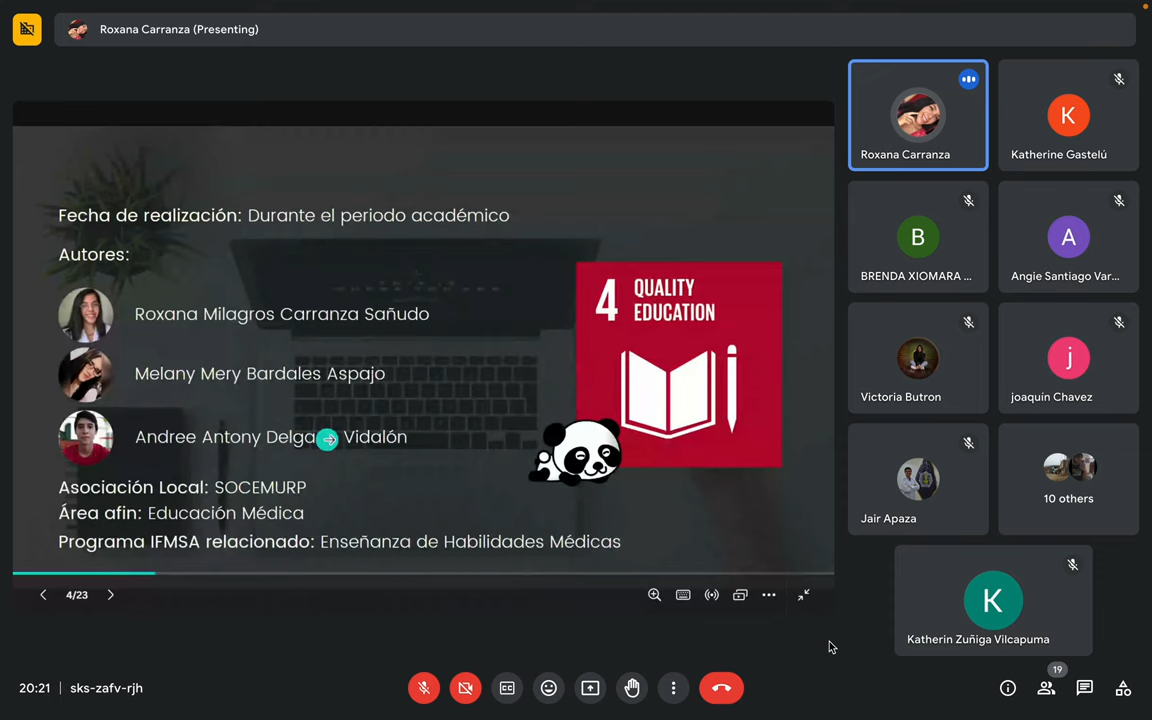 Roxana Carranza (Presenting)
Fecha de realización: Durante el periodo académico
Autores:
Roxana Milagros Carranza Sañudo
Melany Mery Bardales Aspajo
Andree Antony Delga Vidalón
Asociación Local: SOCEMURP
Área afin: Educación Médica
Programa IFMSA relacionado: Enseñanza de Habilidades Médicas
4 QUALITY
EDUCATION
4/23
Roxana Carranza
Katherine Gastelú
B
BRENDA XIOMARA ...
A
Angie Santiago Var...
Victoria Butron
j
joaquín Chavez
Jair Apaza
10 others
K
K
Katherin Zuñiga Vilcapuma
20:21 | sks-zafv-rjh
19